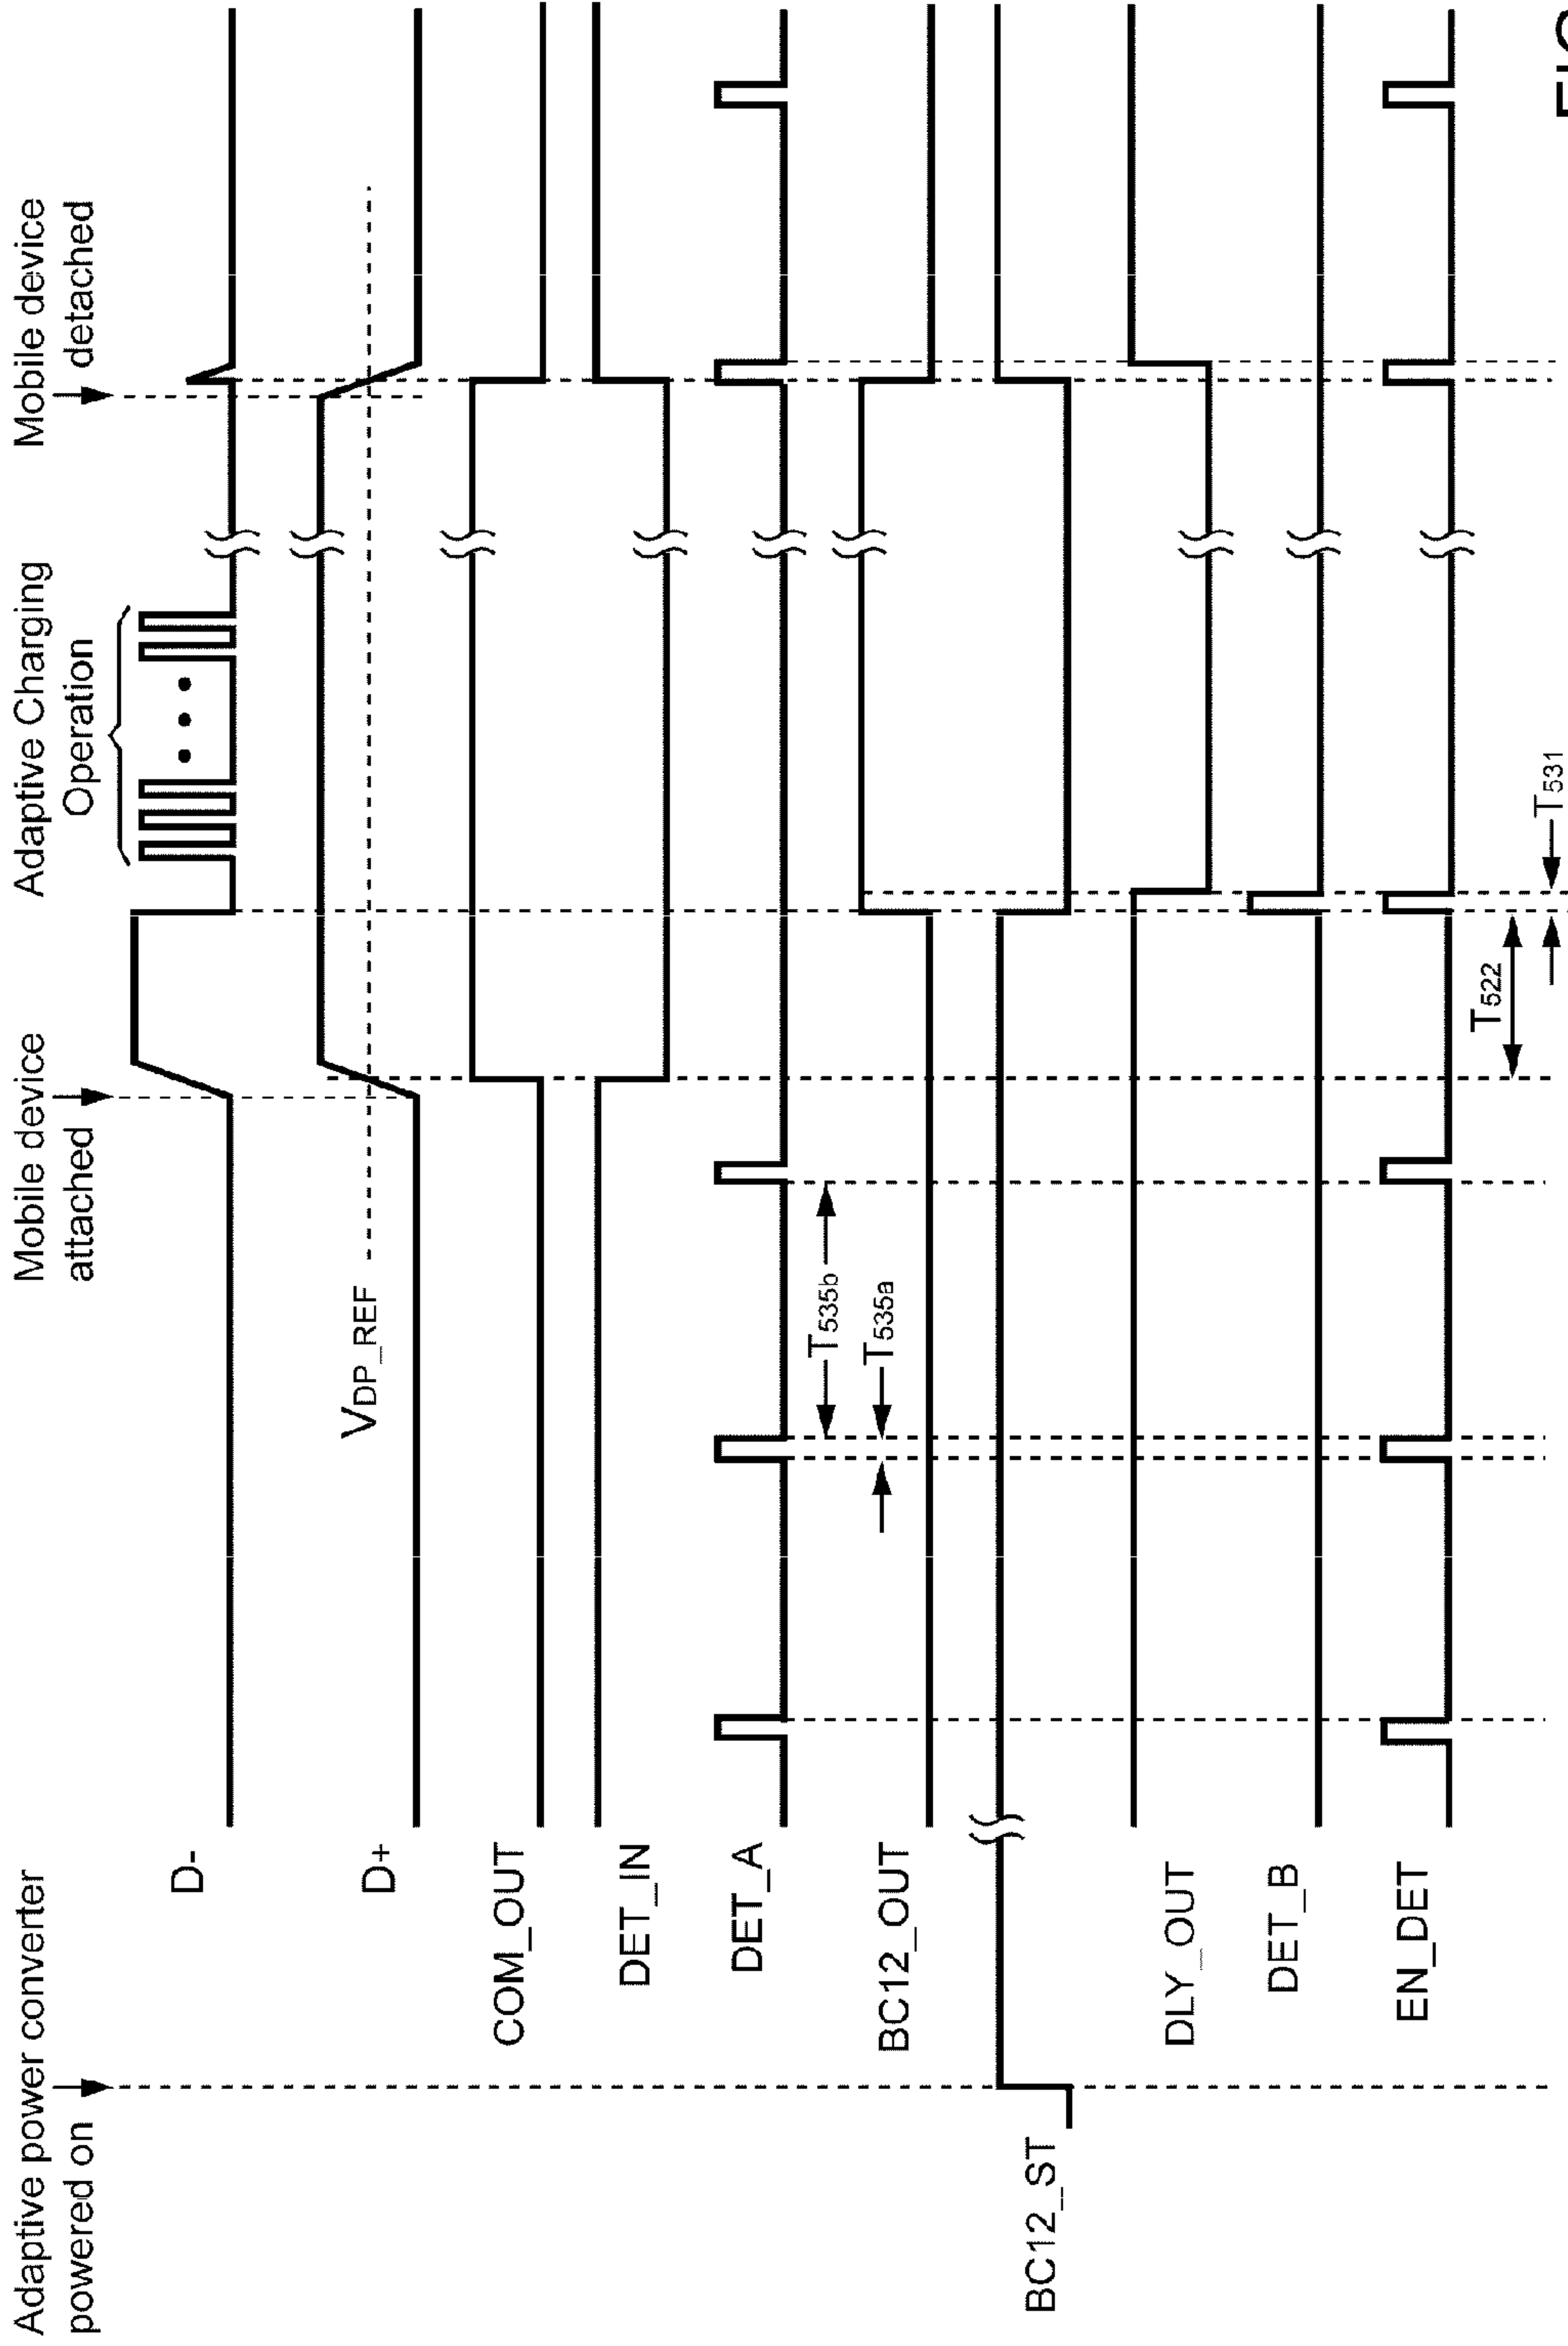 Adaptive power converter
powered on
Mobile device
attached
Adaptive Charging
Operation
Mobile device
detached
D-
D+
VDP_REF
COM_OUT
DET_IN
DET_A
T535b
T535a
BC12_OUT
BC12_ST
DLY_OUT
DET_B
EN_DET
T522
T531